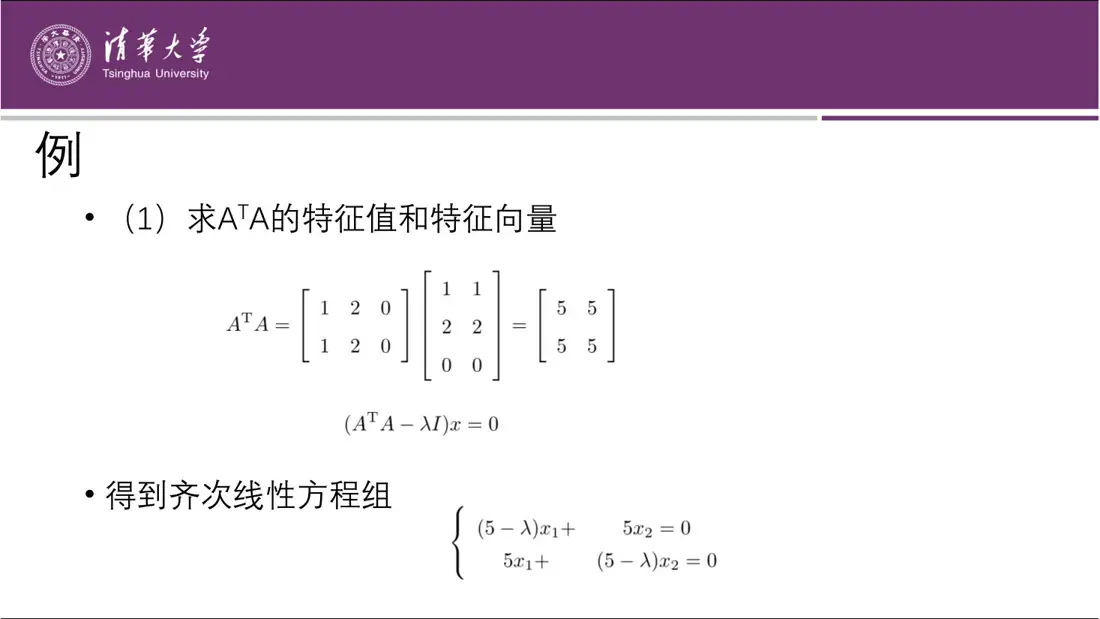 清华大学
Tsinghua University
例
• （1）求AᵀA的特征值和特征向量
AᵀA = [ 1 2 0 ; 1 2 0 ] [ 1 1 ; 2 2 ; 0 0 ] = [ 5 5 ; 5 5 ]
(AᵀA − λI)x = 0
• 得到齐次线性方程组
{ (5 − λ)x₁+ 5x₂ = 0
5x₁+ (5 − λ)x₂ = 0